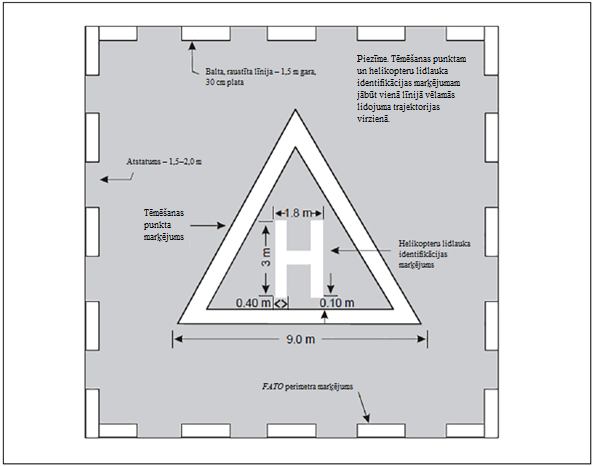 Balta, raustīta līnija – 1,5 m gara,
30 cm plata
Piezīme. Tēmēšanas punktam
un helikopteru lidlauka
identifikācijas marķējumam
jābūt vienā līnijā vēlamās
lidojuma trajektorijas
virzienā.
Atstatums – 1,5–2,0 m
Tēmēšanas
punkta
marķējums
1.8 m
H
3 m
Helikopteru lidlauka
identifikācijas
marķējums
0.40 m
0.10 m
9.0 m
FATO perimetra marķējums